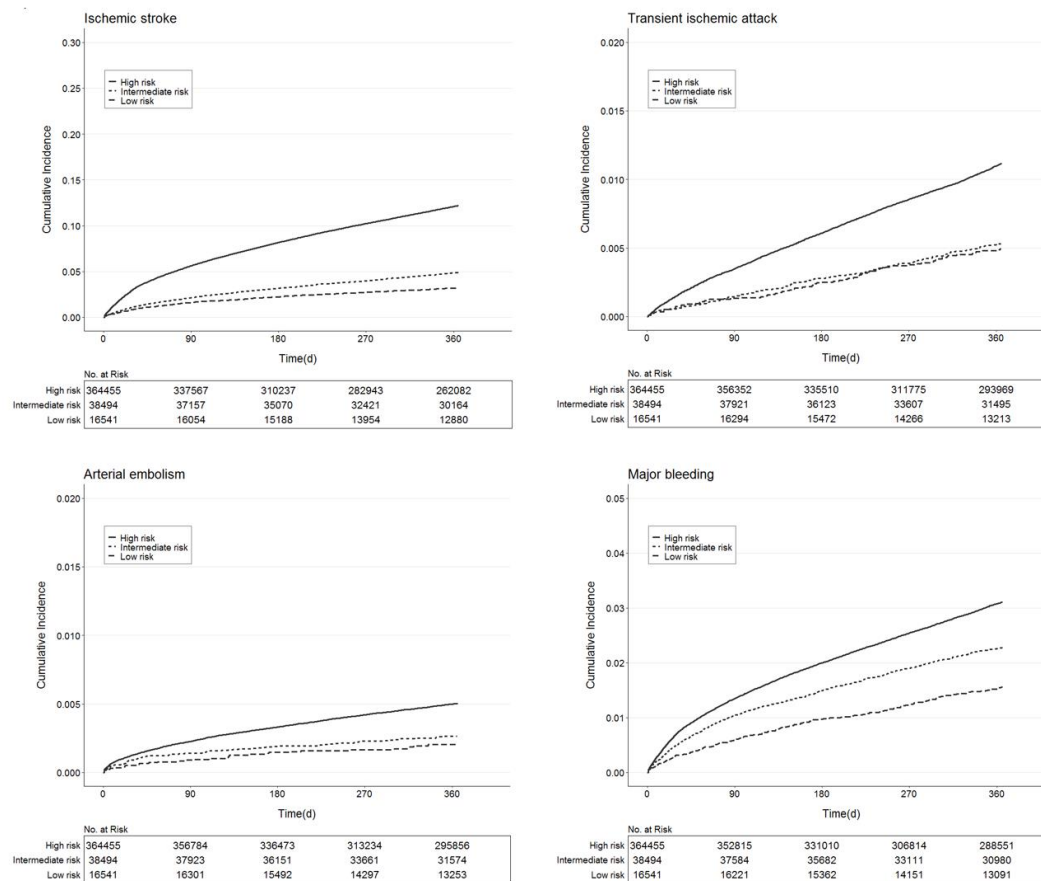 Ischemic stroke
Cumulative Incidence
0.30
0.25
0.20
0.15
0.10
0.05
0.00
High risk
Intermediate risk
Low risk
0 90 180 270 360
Time(d)
No. at Risk
High risk 364455 337567 310237 282943 262082
Intermediate risk 38494 37157 35070 32421 30164
Low risk 16541 16054 15188 13954 12880
Transient ischemic attack
Cumulative Incidence
0.020
0.015
0.010
0.005
0.000
High risk
Intermediate risk
Low risk
0 90 180 270 360
Time(d)
No. at Risk
High risk 364455 356352 335510 311775 293969
Intermediate risk 38494 37921 36123 33607 31495
Low risk 16541 16294 15472 14266 13213
Arterial embolism
Cumulative Incidence
0.020
0.015
0.010
0.005
0.000
High risk
Intermediate risk
Low risk
0 90 180 270 360
Time(d)
No. at Risk
High risk 364455 356784 336473 313234 295856
Intermediate risk 38494 37923 36151 33661 31574
Low risk 16541 16301 15492 14297 13253
Major bleeding
Cumulative Incidence
0.05
0.04
0.03
0.02
0.01
0.00
High risk
Intermediate risk
Low risk
0 90 180 270 360
Time(d)
No. at Risk
High risk 364455 352815 331010 306814 288551
Intermediate risk 38494 37584 35682 33111 30980
Low risk 16541 16221 15362 14151 13091